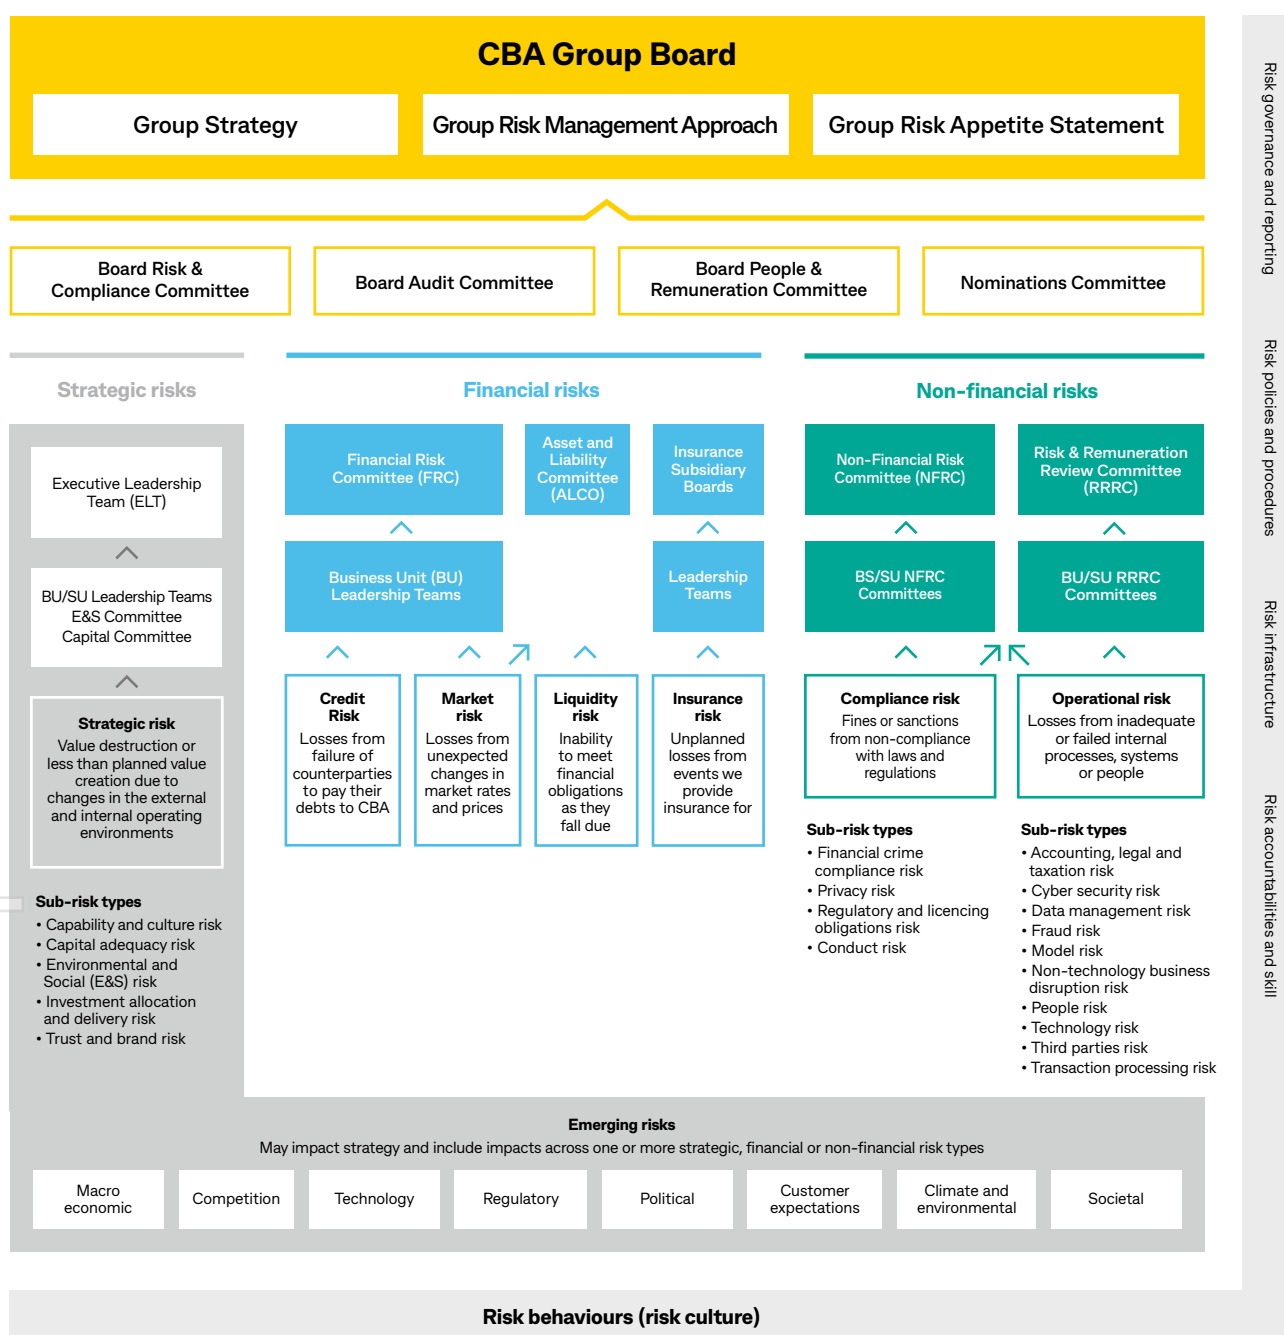 CBA Group Board
Group Strategy
Group Risk Management Approach
Group Risk Appetite Statement
Board Risk &
Compliance Committee
Board Audit Committee
Board People &
Remuneration Committee
Nominations Committee
Strategic risks
Executive Leadership
Team (ELT)
BU/SU Leadership Teams
E&S Committee
Capital Committee
Strategic risk
Value destruction or
less than planned value
creation due to
changes in the external
and internal operating
environments
Sub-risk types
• Capability and culture risk
• Capital adequacy risk
• Environmental and
Social (E&S) risk
• Investment allocation
and delivery risk
• Trust and brand risk
Financial risks
Financial Risk
Committee (FRC)
Asset and
Liability
Committee
(ALCO)
Insurance
Subsidiary
Boards
Business Unit (BU)
Leadership Teams
Leadership
Teams
Credit
Risk
Losses from
failure of
counterparties
to pay their
debts to CBA
Market
risk
Losses from
unexpected
changes in
market rates
and prices
Liquidity
risk
Inability
to meet
financial
obligations
as they
fall due
Insurance
risk
Unplanned
losses from
events we
provide
insurance for
Non-financial risks
Non-Financial Risk
Committee (NFRC)
Risk & Remuneration
Review Committee
(RRRC)
BS/SU NFRC
Committees
BU/SU RRRC
Committees
Compliance risk
Fines or sanctions
from non-compliance
with laws and
regulations
Sub-risk types
• Financial crime
compliance risk
• Privacy risk
• Regulatory and licencing
obligations risk
• Conduct risk
Operational risk
Losses from inadequate
or failed internal
processes, systems
or people
Sub-risk types
• Accounting, legal and
taxation risk
• Cyber security risk
• Data management risk
• Fraud risk
• Model risk
• Non-technology business
disruption risk
• People risk
• Technology risk
• Third parties risk
• Transaction processing risk
Emerging risks
May impact strategy and include impacts across one or more strategic, financial or non-financial risk types
Macro
economic
Competition
Technology
Regulatory
Political
Customer
expectations
Climate and
environmental
Societal
Risk governance and reporting
Risk policies and procedures
Risk infrastructure
Risk accountabilities and skill
Risk behaviours (risk culture)